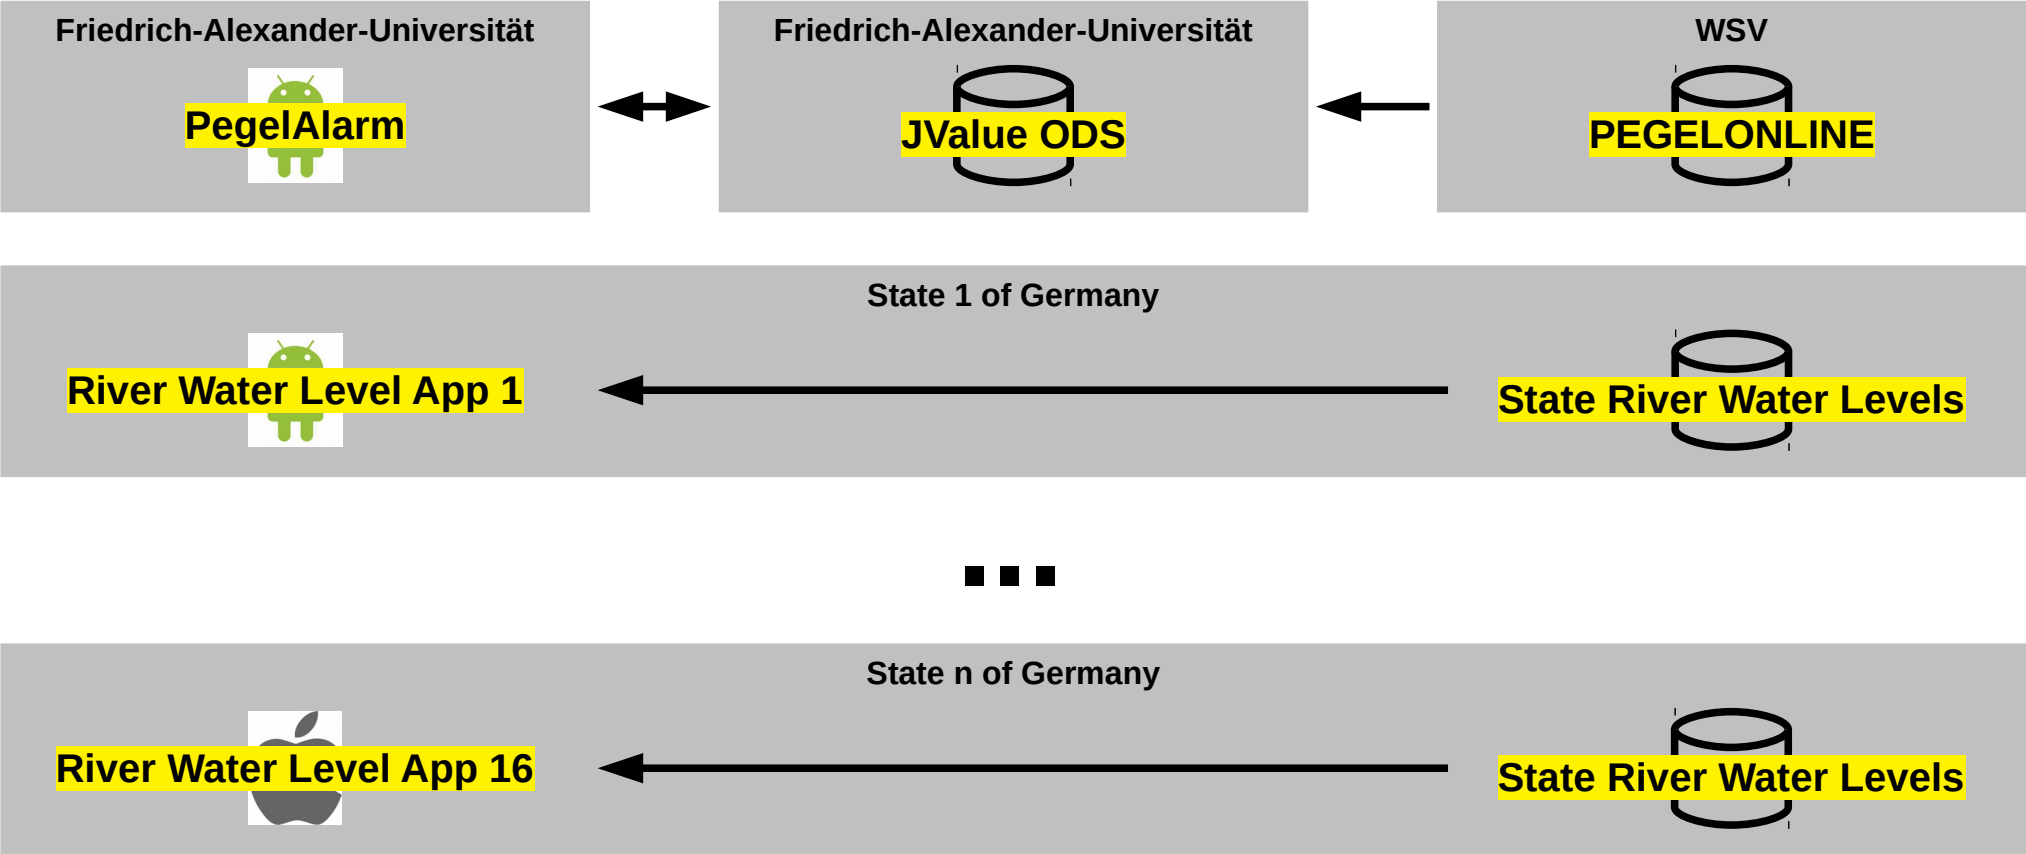 Friedrich-Alexander-Universität
PegelAlarm
Friedrich-Alexander-Universität
JValue ODS
WSV
PEGELONLINE
State 1 of Germany
River Water Level App 1
State River Water Levels
...
State n of Germany
River Water Level App 16
State River Water Levels